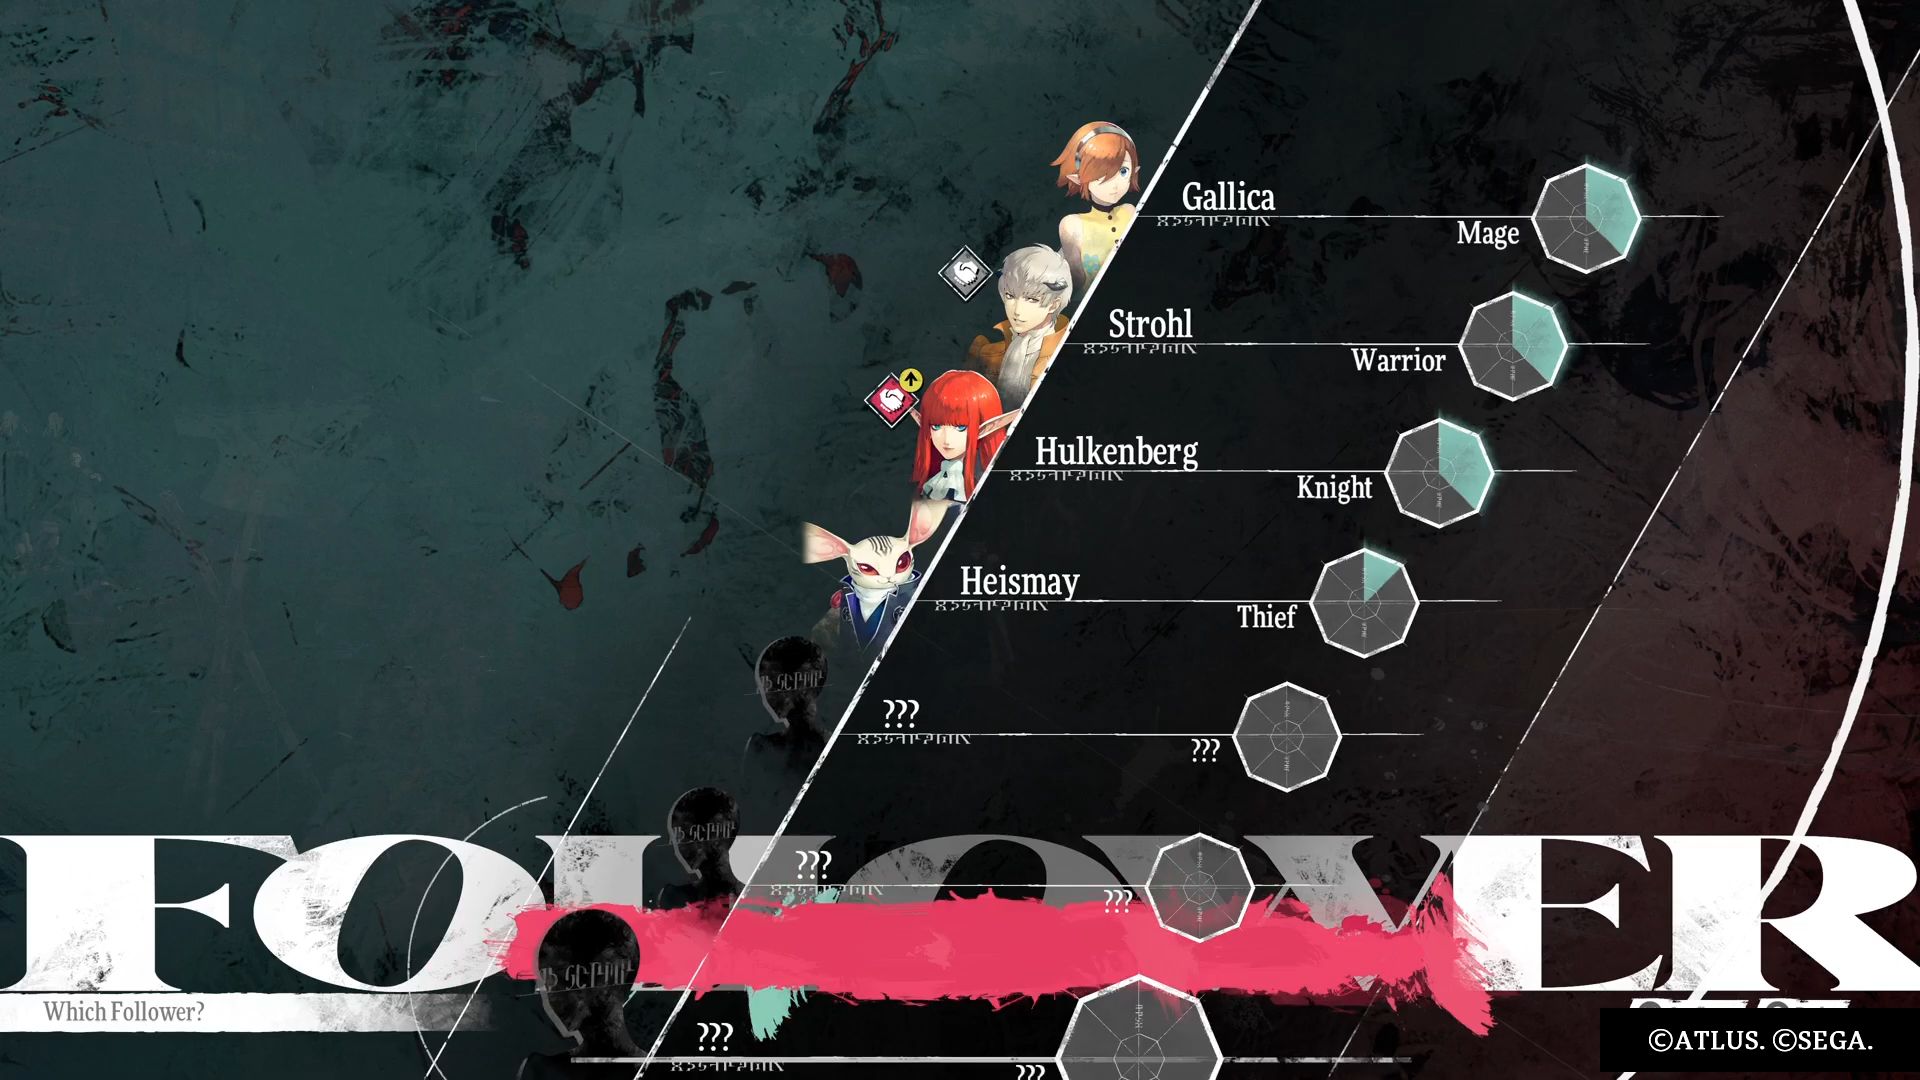 Gallica
Mage
Strohl
Warrior
Hulkenberg
Knight
Heismay
Thief
???
???
???
???
FOLLOWER
Which Follower?
???
???
©ATLUS. ©SEGA.